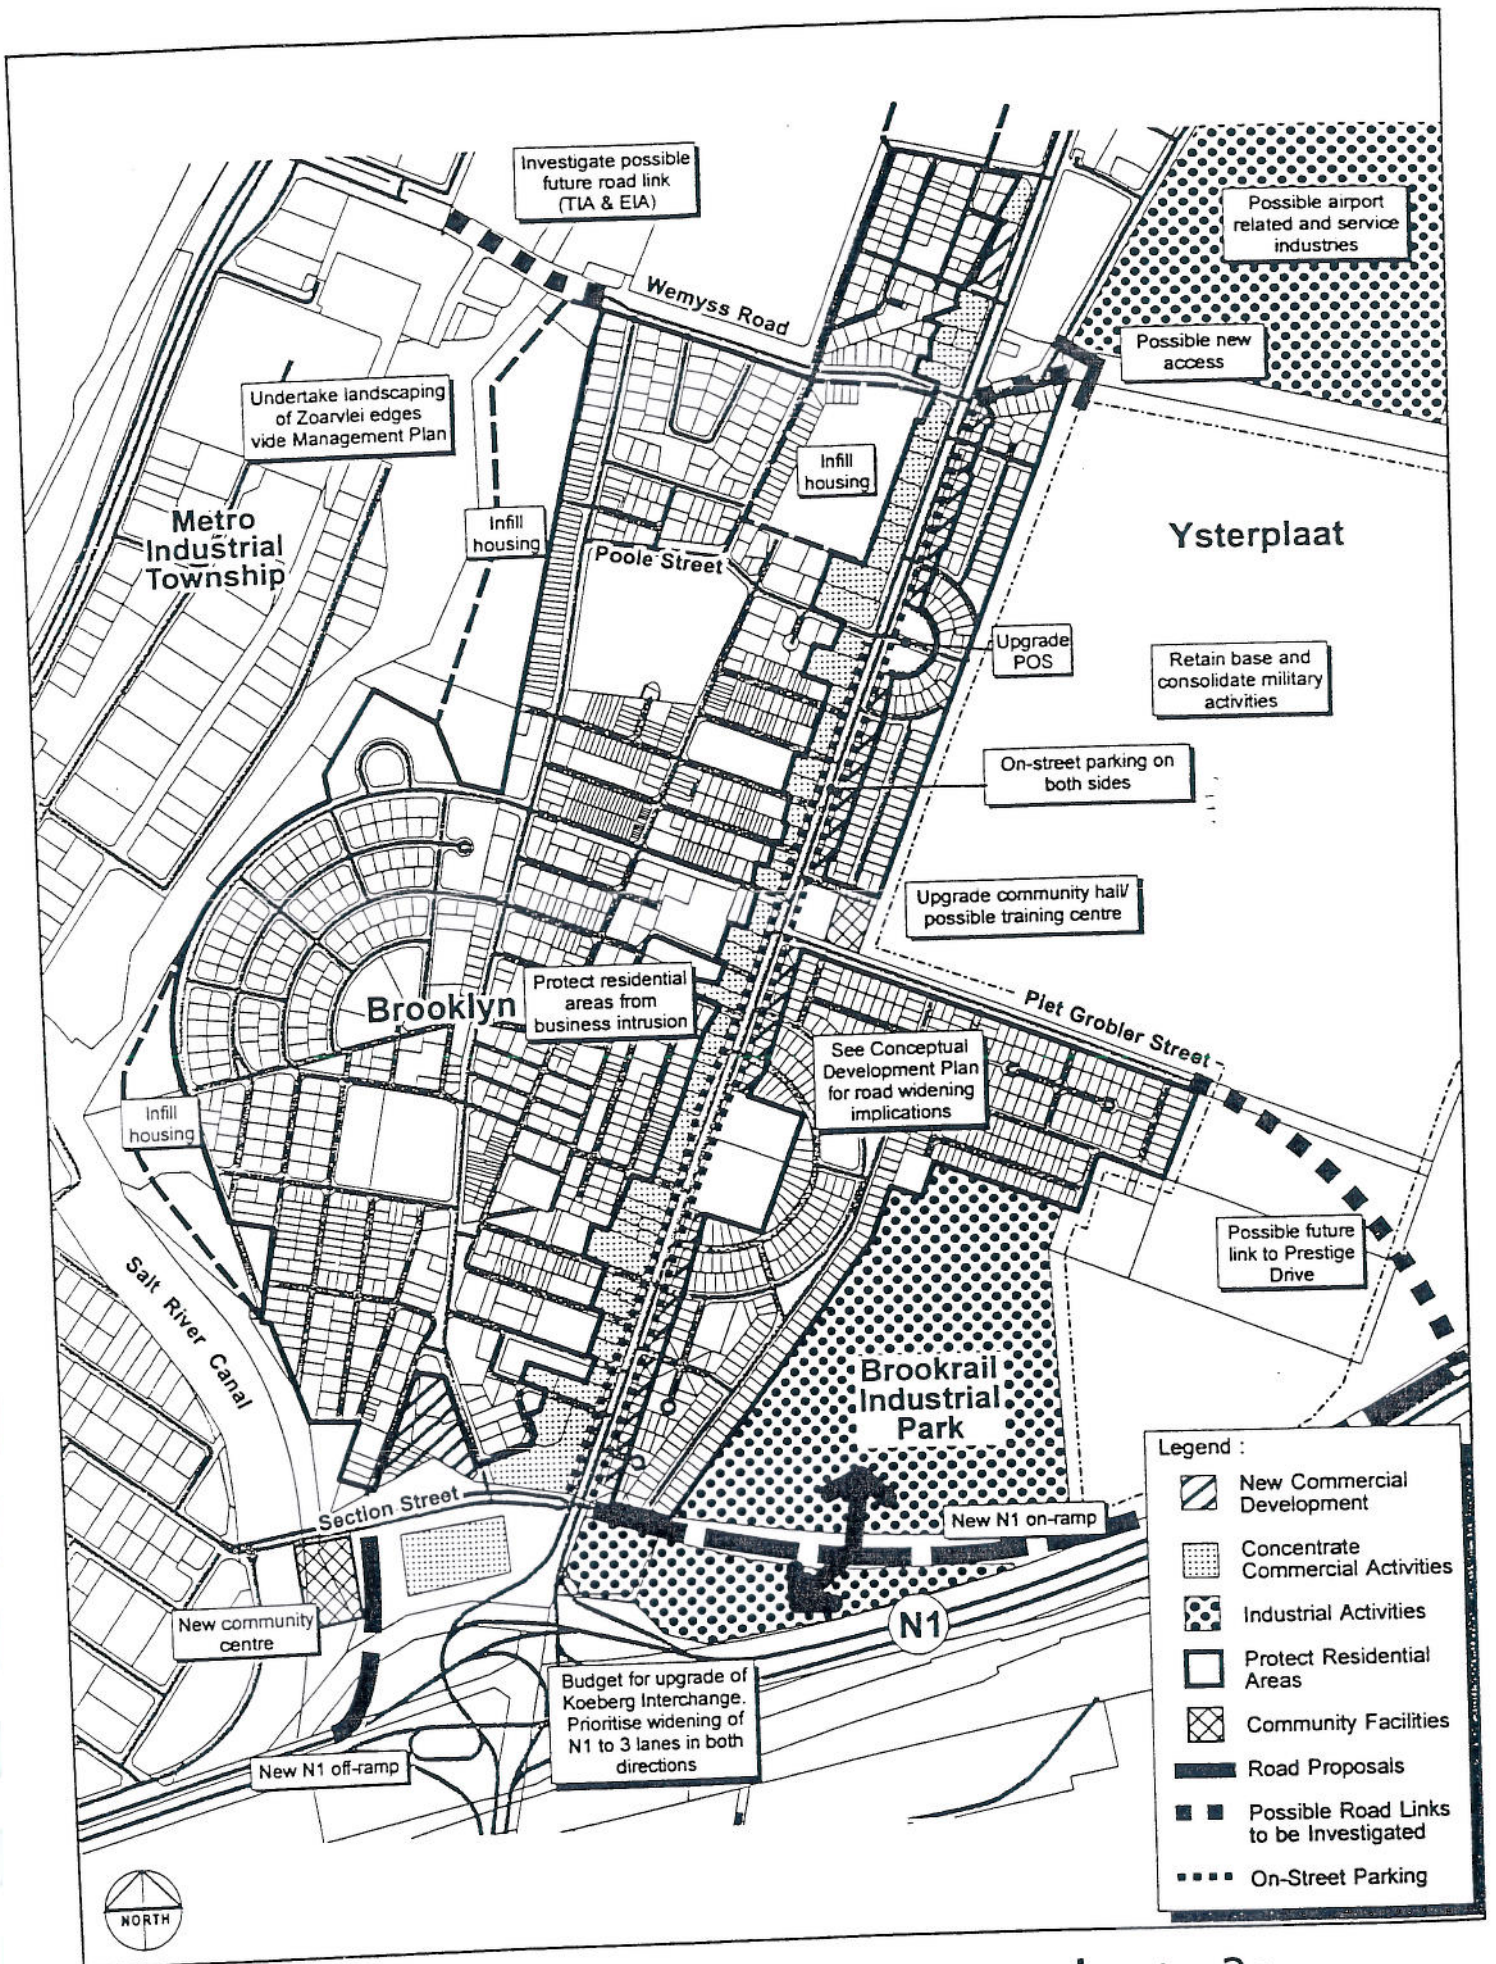 Investigate possible
future road link
(TIA & EIA)
Possible airport
related and service
industries
Wemyss Road
Possible new
access
Undertake landscaping
of Zoarvlei edges
vide Management Plan
Infill
housing
Metro
Industrial
Township
Infill
housing
Ysterplaat
Poole Street
Upgrade
POS
Retain base and
consolidate military
activities
On-street parking on
both sides
Upgrade community hall/
possible training centre
Protect residential
areas from
business intrusion
Brooklyn
Piet Grobler Street
See Conceptual
Development Plan
for road widening
implications
Infill
housing
Possible future
link to Prestige
Drive
Salt River Canal
Brookrail
Industrial
Park
Section Street
New N1 on-ramp
New community
centre
N1
Budget for upgrade of
Koeberg Interchange.
Prioritise widening of
N1 to 3 lanes in both
directions
New N1 off-ramp
Legend :
New Commercial
Development
Concentrate
Commercial Activities
Industrial Activities
Protect Residential
Areas
Community Facilities
Road Proposals
Possible Road Links
to be Investigated
On-Street Parking
NORTH